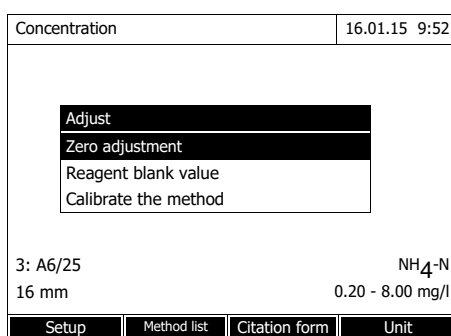 Concentration 16.01.15 9:52
Adjust
Zero adjustment
Reagent blank value
Calibrate the method
3: A6/25 NH4-N
16 mm 0.20 - 8.00 mg/l
Setup Method list Citation form Unit